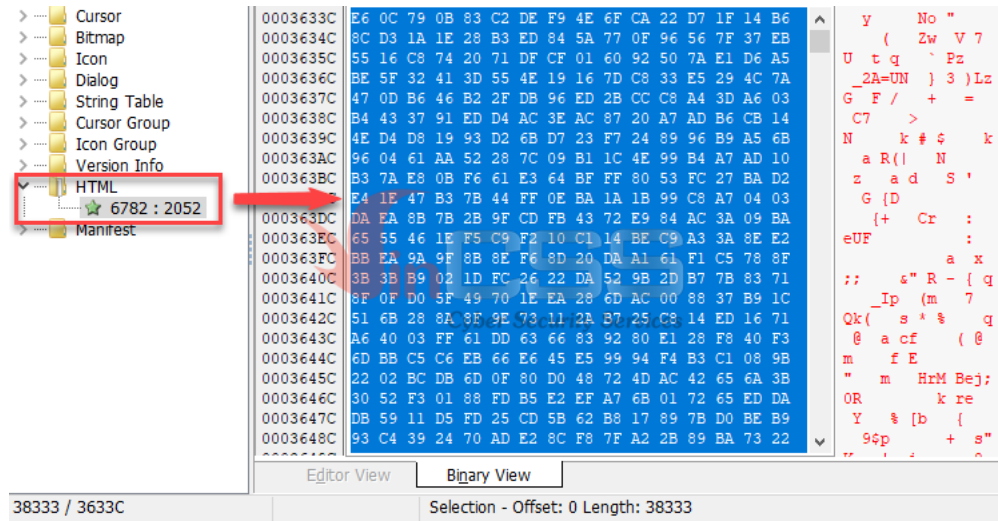 Cursor
Bitmap
Icon
Dialog
String Table
Cursor Group
Icon Group
Version Info
HTML
6782 : 2052
Manifest
0003633C E6 0C 79 0B 83 C2 DE F9 4E 6F CA 22 D7 1F 14 B6 y No "
0003634C 8C D3 1A 1E 28 B3 ED 84 5A 77 0F 96 56 7F 37 EB ( Zw V 7
0003635C 55 16 C8 74 20 71 DF CF 01 60 92 50 7A E1 D6 A5 U t q ` Pz
0003636C BE 5F 32 41 3D 55 4E 19 16 7D C8 33 E5 29 4C 7A _2A=UN } 3 )Lz
0003637C 47 0D B6 46 B2 2F DB 96 ED 2B CC C8 A4 3D A6 03 G F / + =
0003638C B4 43 37 91 ED D4 AC 3E AC 87 20 A7 AD B6 CB 14 C7 >
0003639C 4E D4 D8 19 93 D2 6B D7 23 F7 24 89 96 B9 A5 6B N k # $ k
000363AC 96 04 61 AA 52 28 7C 09 B1 1C 4E 99 B4 A7 AD 10 a R(| N
000363BC B3 7A E8 0B F6 61 E3 64 BF FF 80 53 FC 27 BA D2 z a d S '
E4 1E 47 B3 7B 44 FF 0E BA 1A 1B 99 C8 A7 04 03 G {D
000363DC DA EA 8B 7B 2B 9F CD FB 43 72 E9 84 AC 3A 09 BA {+ Cr :
000363EC 65 55 46 1E F5 C9 F2 10 C1 14 BE C9 A3 3A 8E E2 eUF :
000363FC BB EA 9A 9F 8B 8E F6 8D 20 DA A1 61 F1 C5 78 8F a x
0003640C 3B 3B B9 02 1D FC 26 22 DA 52 9B 2D B7 7B 83 71 ;; &" R - { q
0003641C 8F 0F D0 5F 49 70 1E EA 28 6D AC 00 88 37 B9 1C _Ip (m 7
0003642C 51 6B 28 8A 8E 9E 73 11 2A B7 25 C8 14 ED 16 71 Qk( s * % q
0003644C A6 40 03 FF 61 DD 63 66 83 92 80 E1 28 F8 40 F3 @ a cf ( @
0003644C 6D BB C5 C6 EB 66 E6 45 E5 99 94 F4 B3 C1 08 9B m f E
0003645C 22 02 BC DB 6D 0F 80 D0 48 72 4D AC 42 65 6A 3B " m HrM Bej;
0003646C 30 52 F3 01 88 FD B5 E2 EF A7 6B 01 72 65 ED DA 0R k re
0003647C DB 59 11 D5 FD 25 CD 5B 62 B8 17 89 7B D0 BE B9 Y % [b {
0003648C 93 C4 39 24 70 AD E2 8C F8 7F A2 2B 89 BA 73 22 9$p + s"
VinCSS
Cyber Security Services
Editor View
Binary View
38333 / 3633C
Selection - Offset: 0 Length: 38333